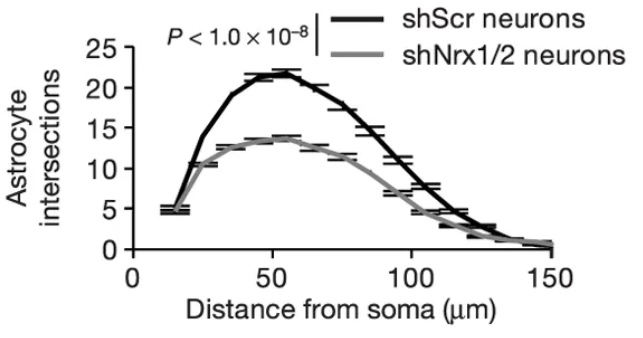 P < 1.0 × 10⁻⁸
shScr neurons
shNrx1/2 neurons
Astrocyte
intersections
25
20
15
10
5
0
0 50 100 150
Distance from soma (μm)